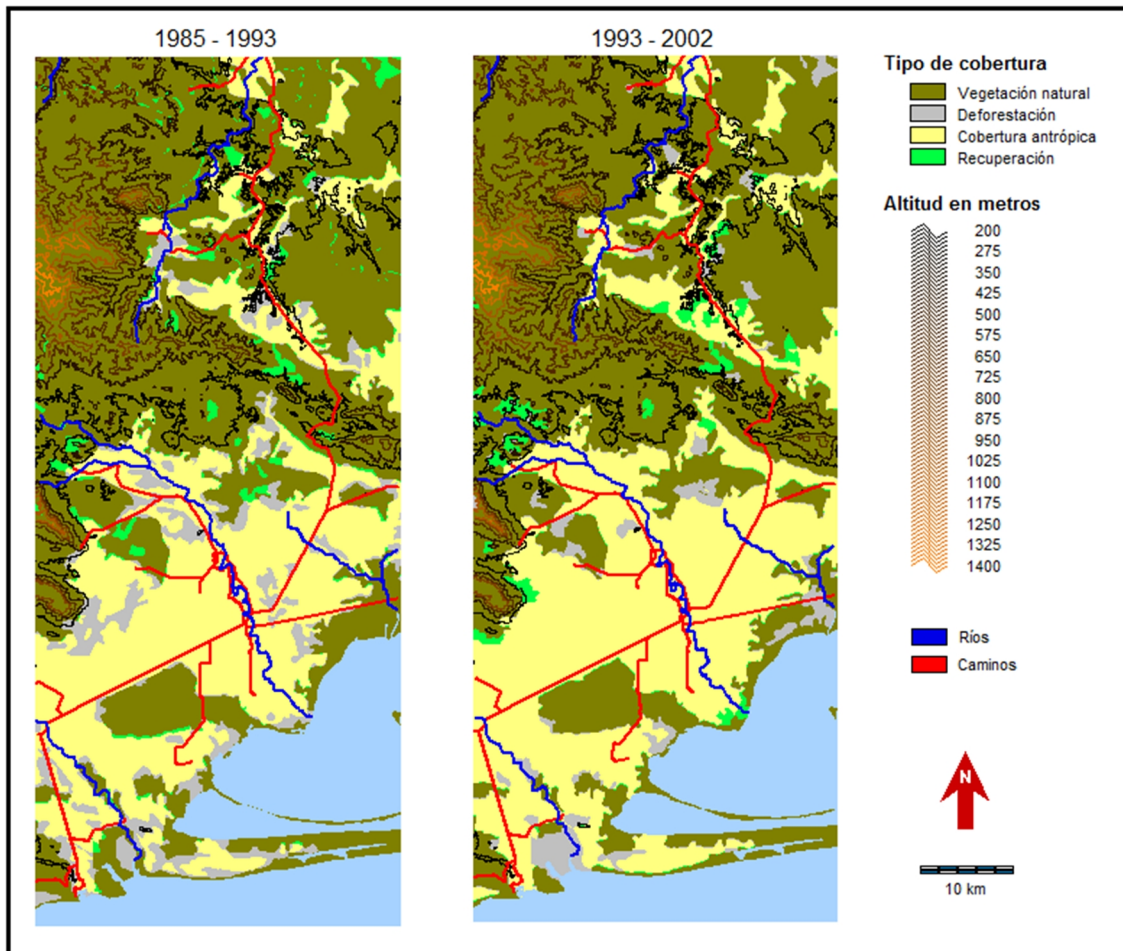 1985 - 1993
1993 - 2002
Tipo de cobertura
Vegetación natural
Deforestación
Cobertura antrópica
Recuperación
Altitud en metros
200
275
350
425
500
575
650
725
800
875
950
1025
1100
1175
1250
1325
1400
Ríos
Caminos
N
10 km